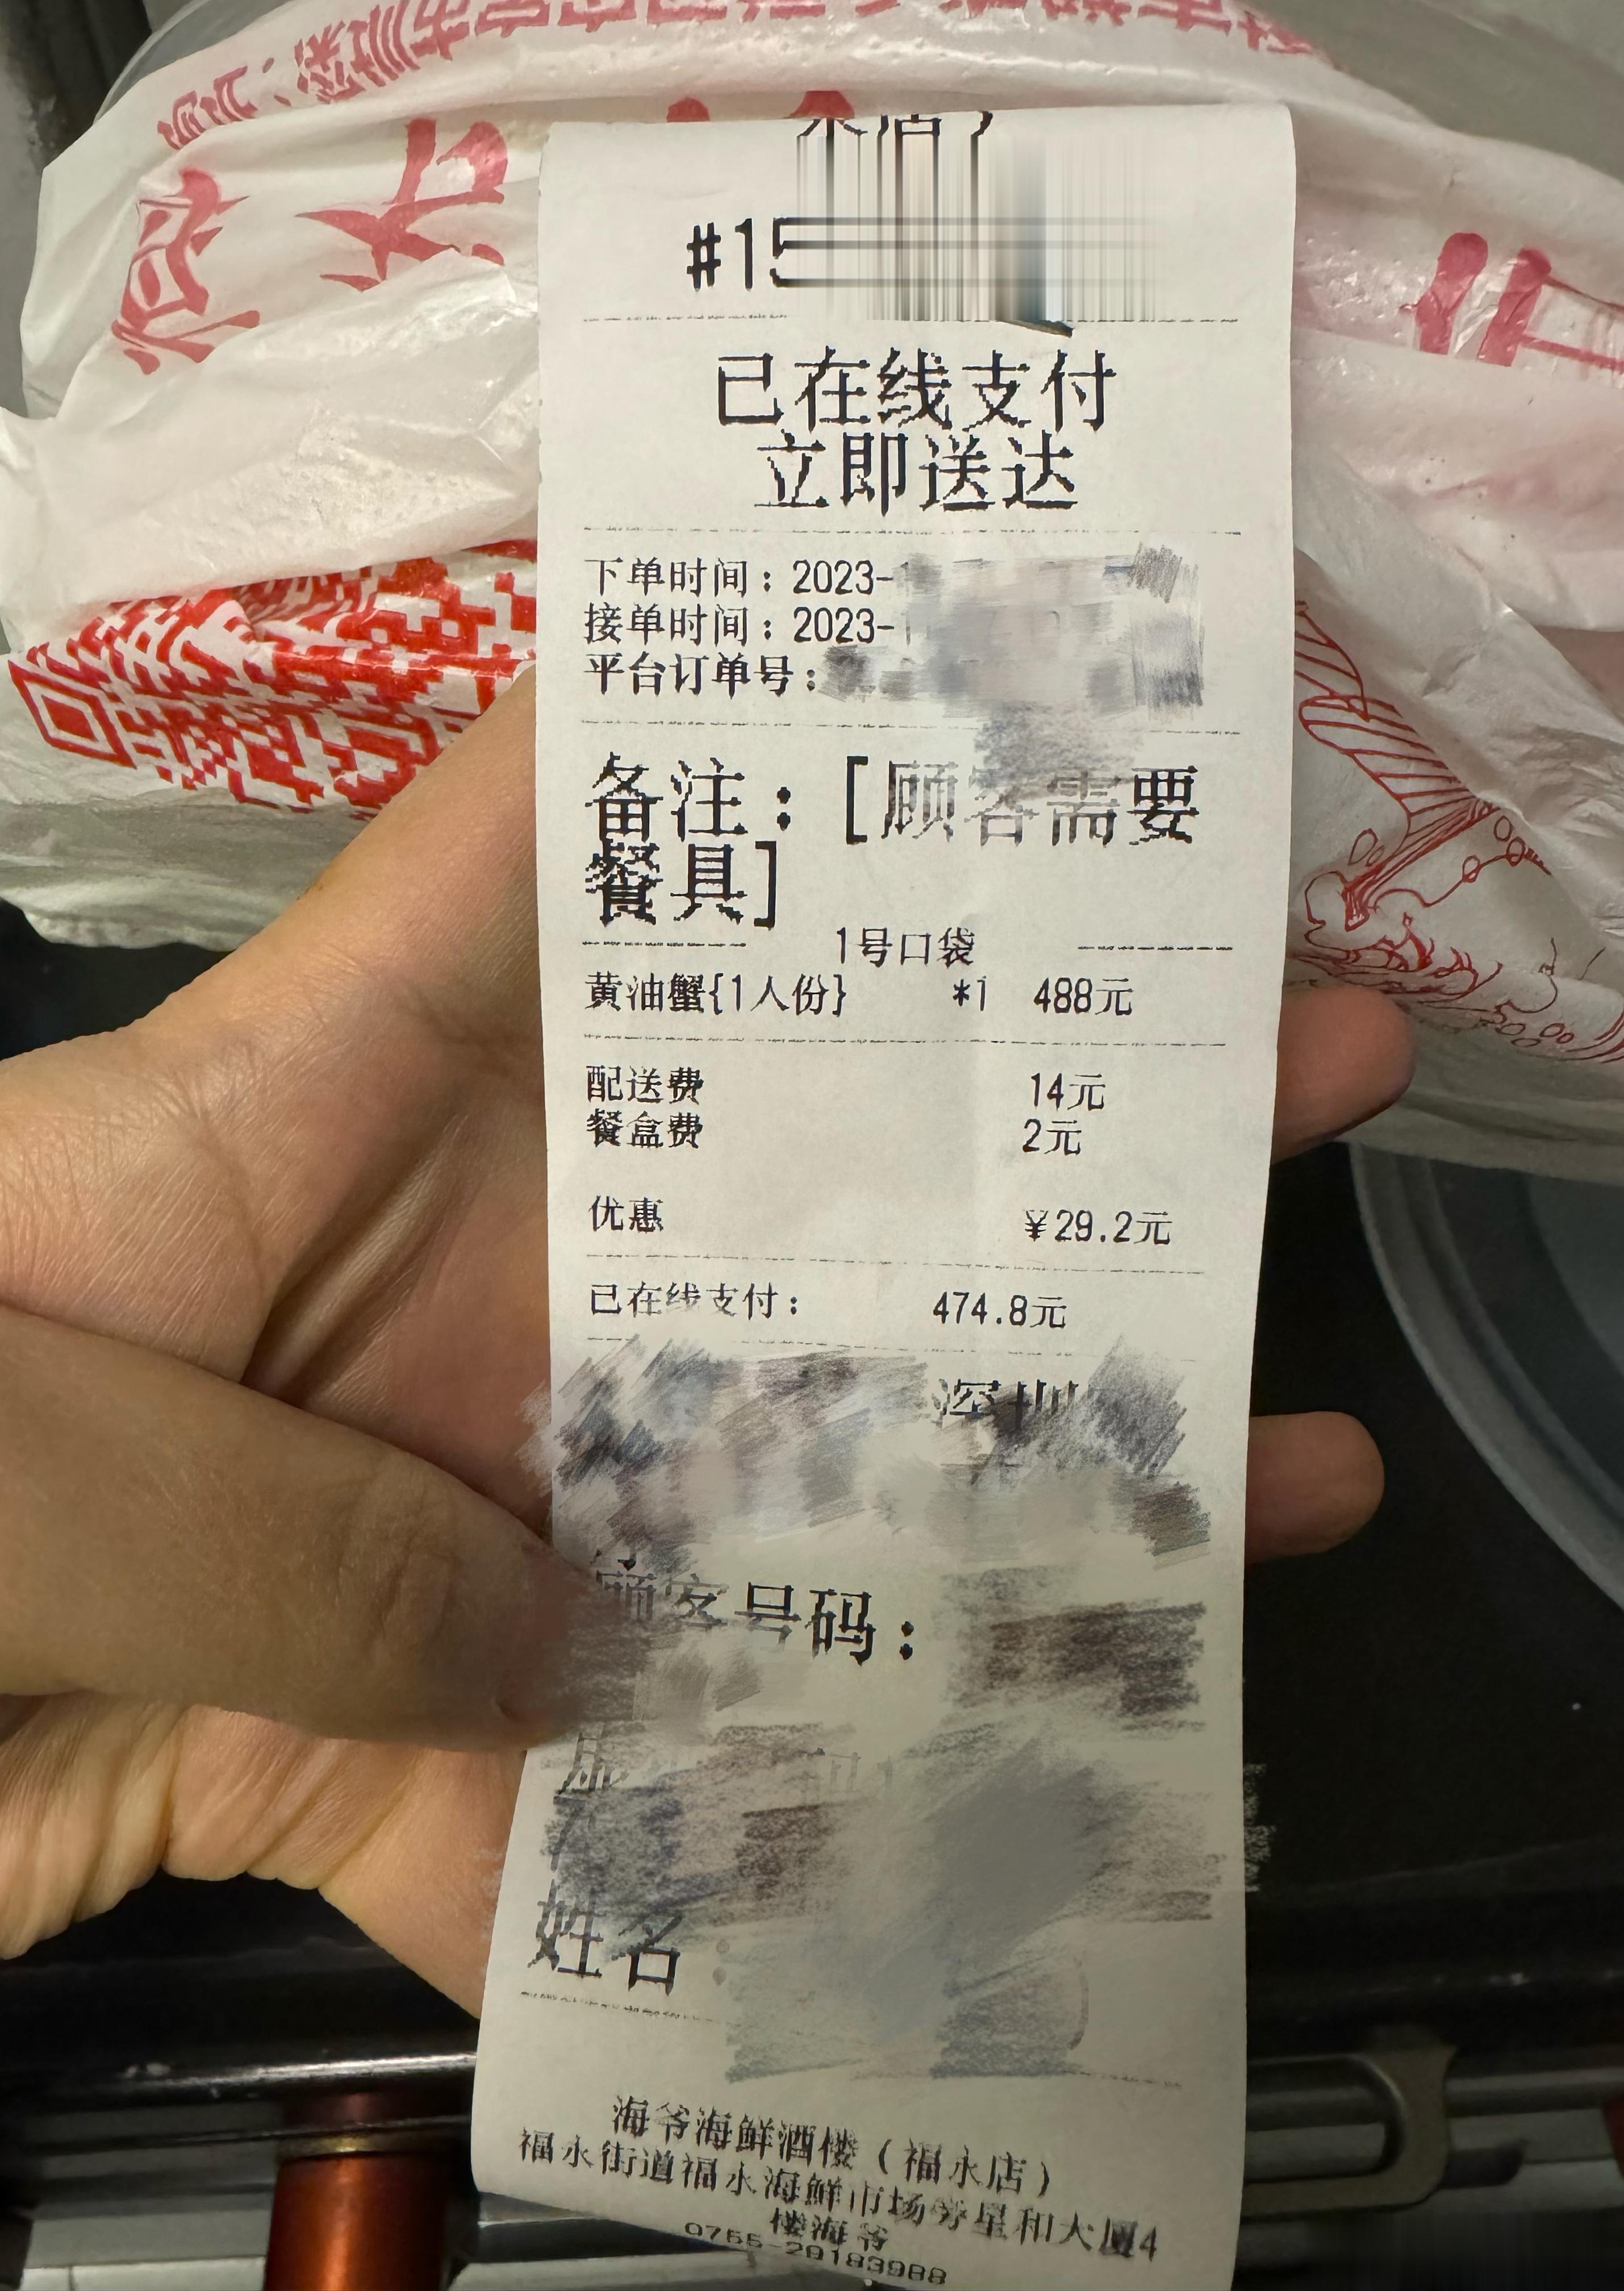 #15
已在线支付
立即送达
下单时间：2023-1
接单时间：2023-1
平台订单号：
备注：[顾客需要
餐具]
1号口袋
黄油蟹{1人份} *1 488元
配送费 14元
餐盒费 2元
优惠 ¥29.2元
已在线支付： 474.8元
深圳
顾客号码：
姓名：
海爷海鲜酒楼（福永店）
福永街道福永海鲜市场旁星和大厦4
楼海爷
0755-29183988